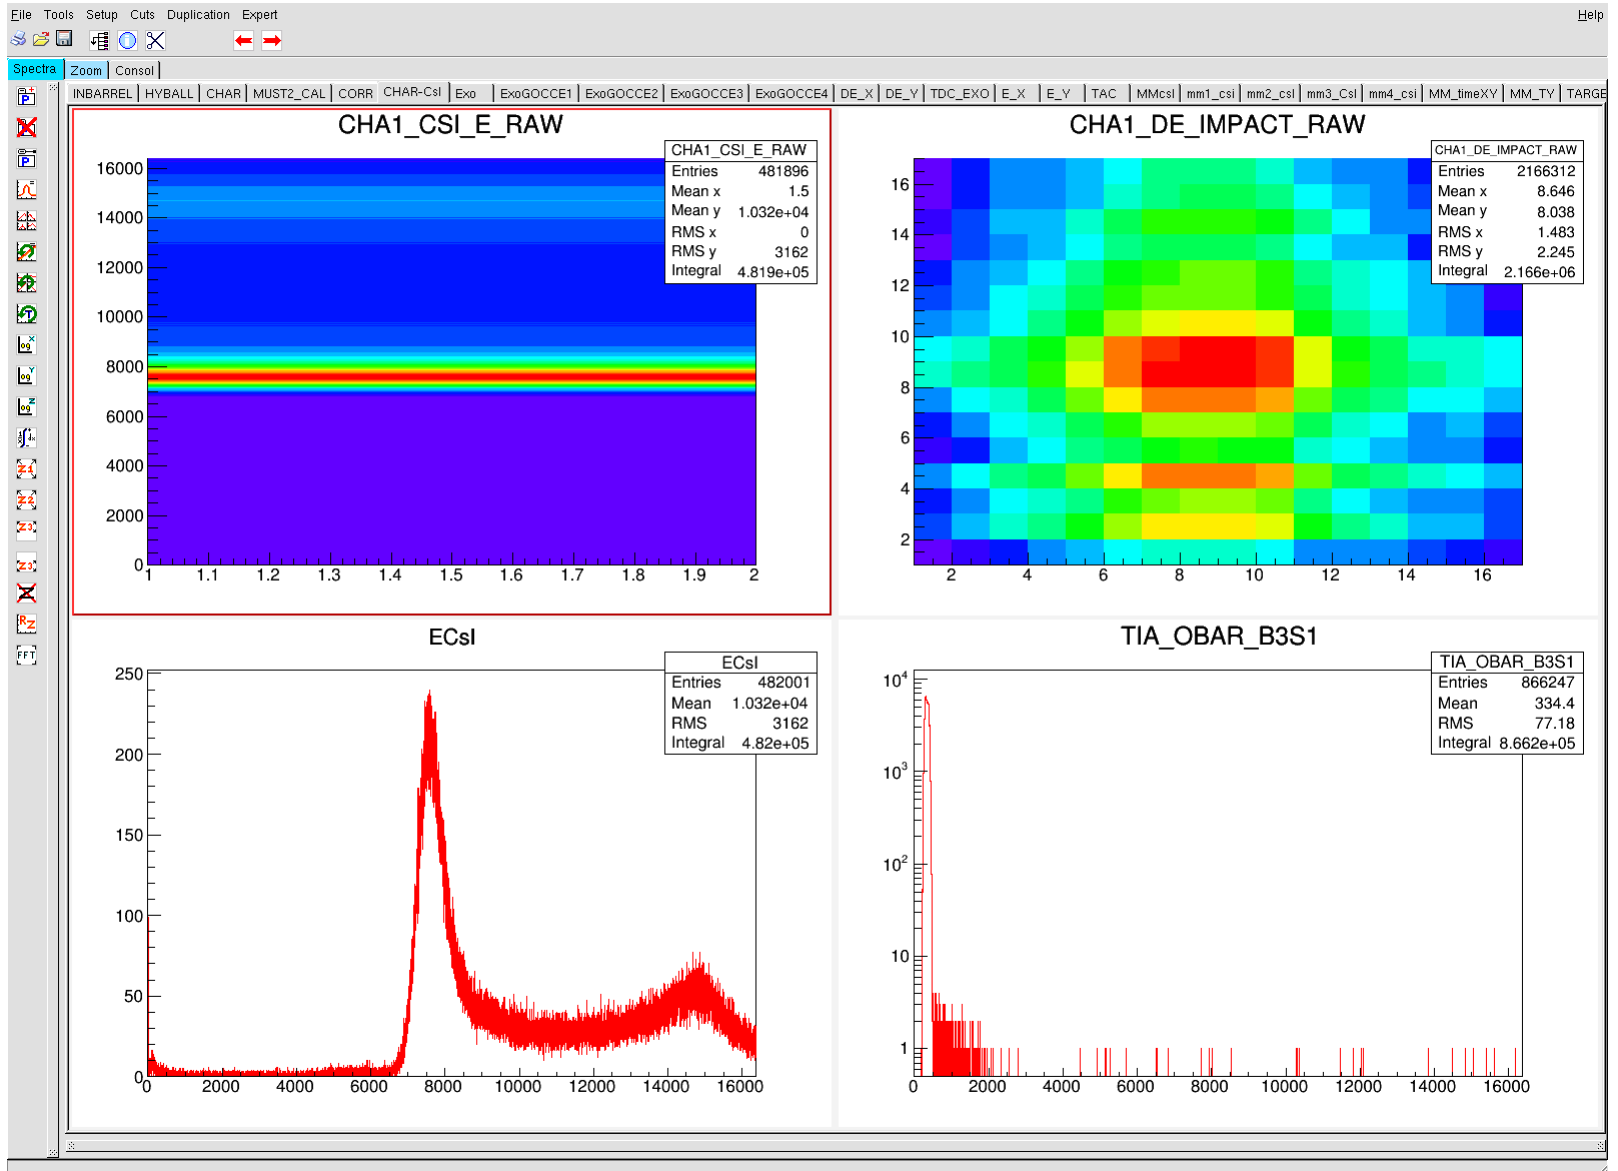 File Tools Setup Cuts Duplication Expert Help
Spectra Zoom Consol
INBARREL HYBALL CHAR MUST2_CAL CORR CHAR-CsI Exo ExoGOCCE1 ExoGOCCE2 ExoGOCCE3 ExoGOCCE4 DE_X DE_Y TDC_EXO E_X E_Y TAC MMcsI mm1_csi mm2_csI mm3_CsI mm4_csi MM_timeXY MM_TY TARGE
CHA1_CSI_E_RAW
CHA1_CSI_E_RAW
Entries 481896
Mean x 1.5
Mean y 1.032e+04
RMS x 0
RMS y 3162
Integral 4.819e+05
16000
14000
12000
10000
8000
6000
4000
2000
0
1 1.1 1.2 1.3 1.4 1.5 1.6 1.7 1.8 1.9 2
CHA1_DE_IMPACT_RAW
CHA1_DE_IMPACT_RAW
Entries 2166312
Mean x 8.646
Mean y 8.038
RMS x 1.483
RMS y 2.245
Integral 2.166e+06
16
14
12
10
8
6
4
2
2 4 6 8 10 12 14 16
ECsI
ECsI
Entries 482001
Mean 1.032e+04
RMS 3162
Integral 4.82e+05
250
200
150
100
50
0
0 2000 4000 6000 8000 10000 12000 14000 16000
TIA_OBAR_B3S1
TIA_OBAR_B3S1
Entries 866247
Mean 334.4
RMS 77.18
Integral 8.662e+05
10⁴
10³
10²
10
1
0 2000 4000 6000 8000 10000 12000 14000 16000
P
P
og X
og Y
og Z
Z1
Z2
Z3
Z3
Z
RZ
FFT